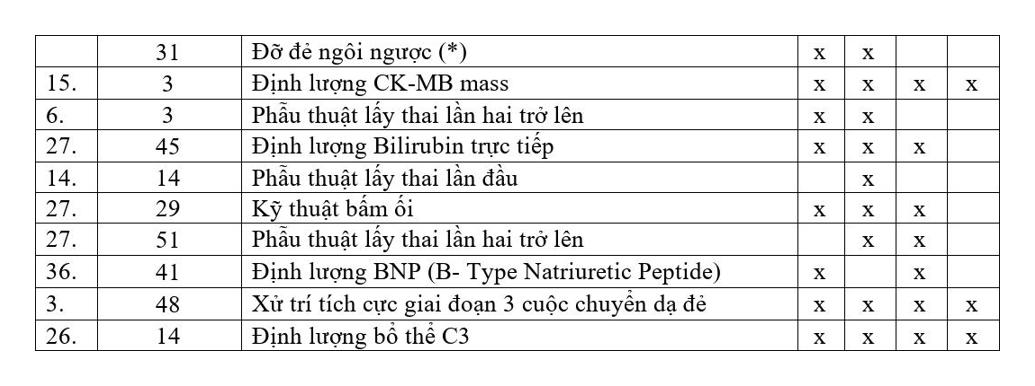 31 Đỡ đẻ ngôi ngược (*) x x
15. 3 Định lượng CK-MB mass x x x x
6. 3 Phẫu thuật lấy thai lần hai trở lên x x
27. 45 Định lượng Bilirubin trực tiếp x x x
14. 14 Phẫu thuật lấy thai lần đầu x
27. 29 Kỹ thuật bấm ối x x x
27. 51 Phẫu thuật lấy thai lần hai trở lên x x
36. 41 Định lượng BNP (B- Type Natriuretic Peptide) x x
3. 48 Xử trí tích cực giai đoạn 3 cuộc chuyển dạ đẻ x x x x
26. 14 Định lượng bổ thể C3 x x x x